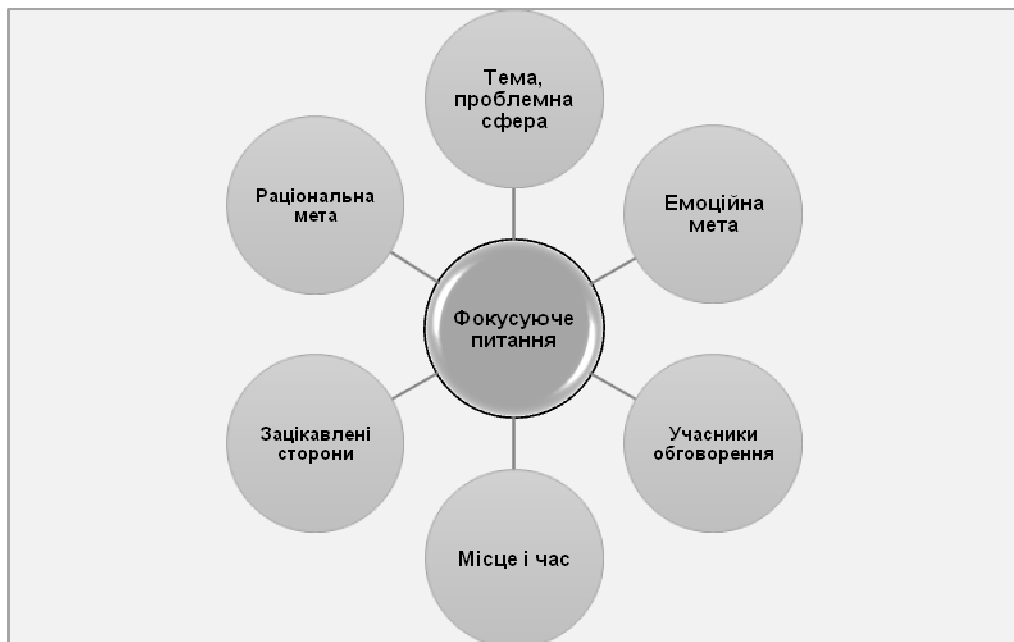 Тема,
проблемна
сфера
Раціональна
мета
Емоційна
мета
Фокусуюче
питання
Зацікавлені
сторони
Учасники
обговорення
Місце і час